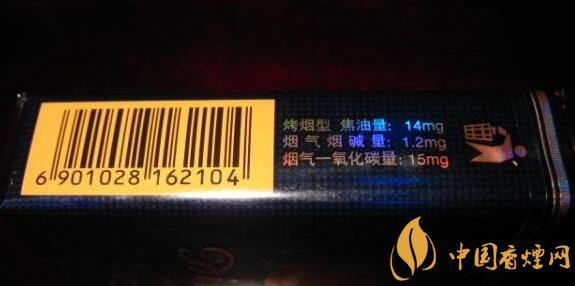 烤烟型 焦油量: 14mg
烟气烟碱量: 1.2mg
烟气一氧化碳量: 15mg
6 901028 162104
中国香煙网